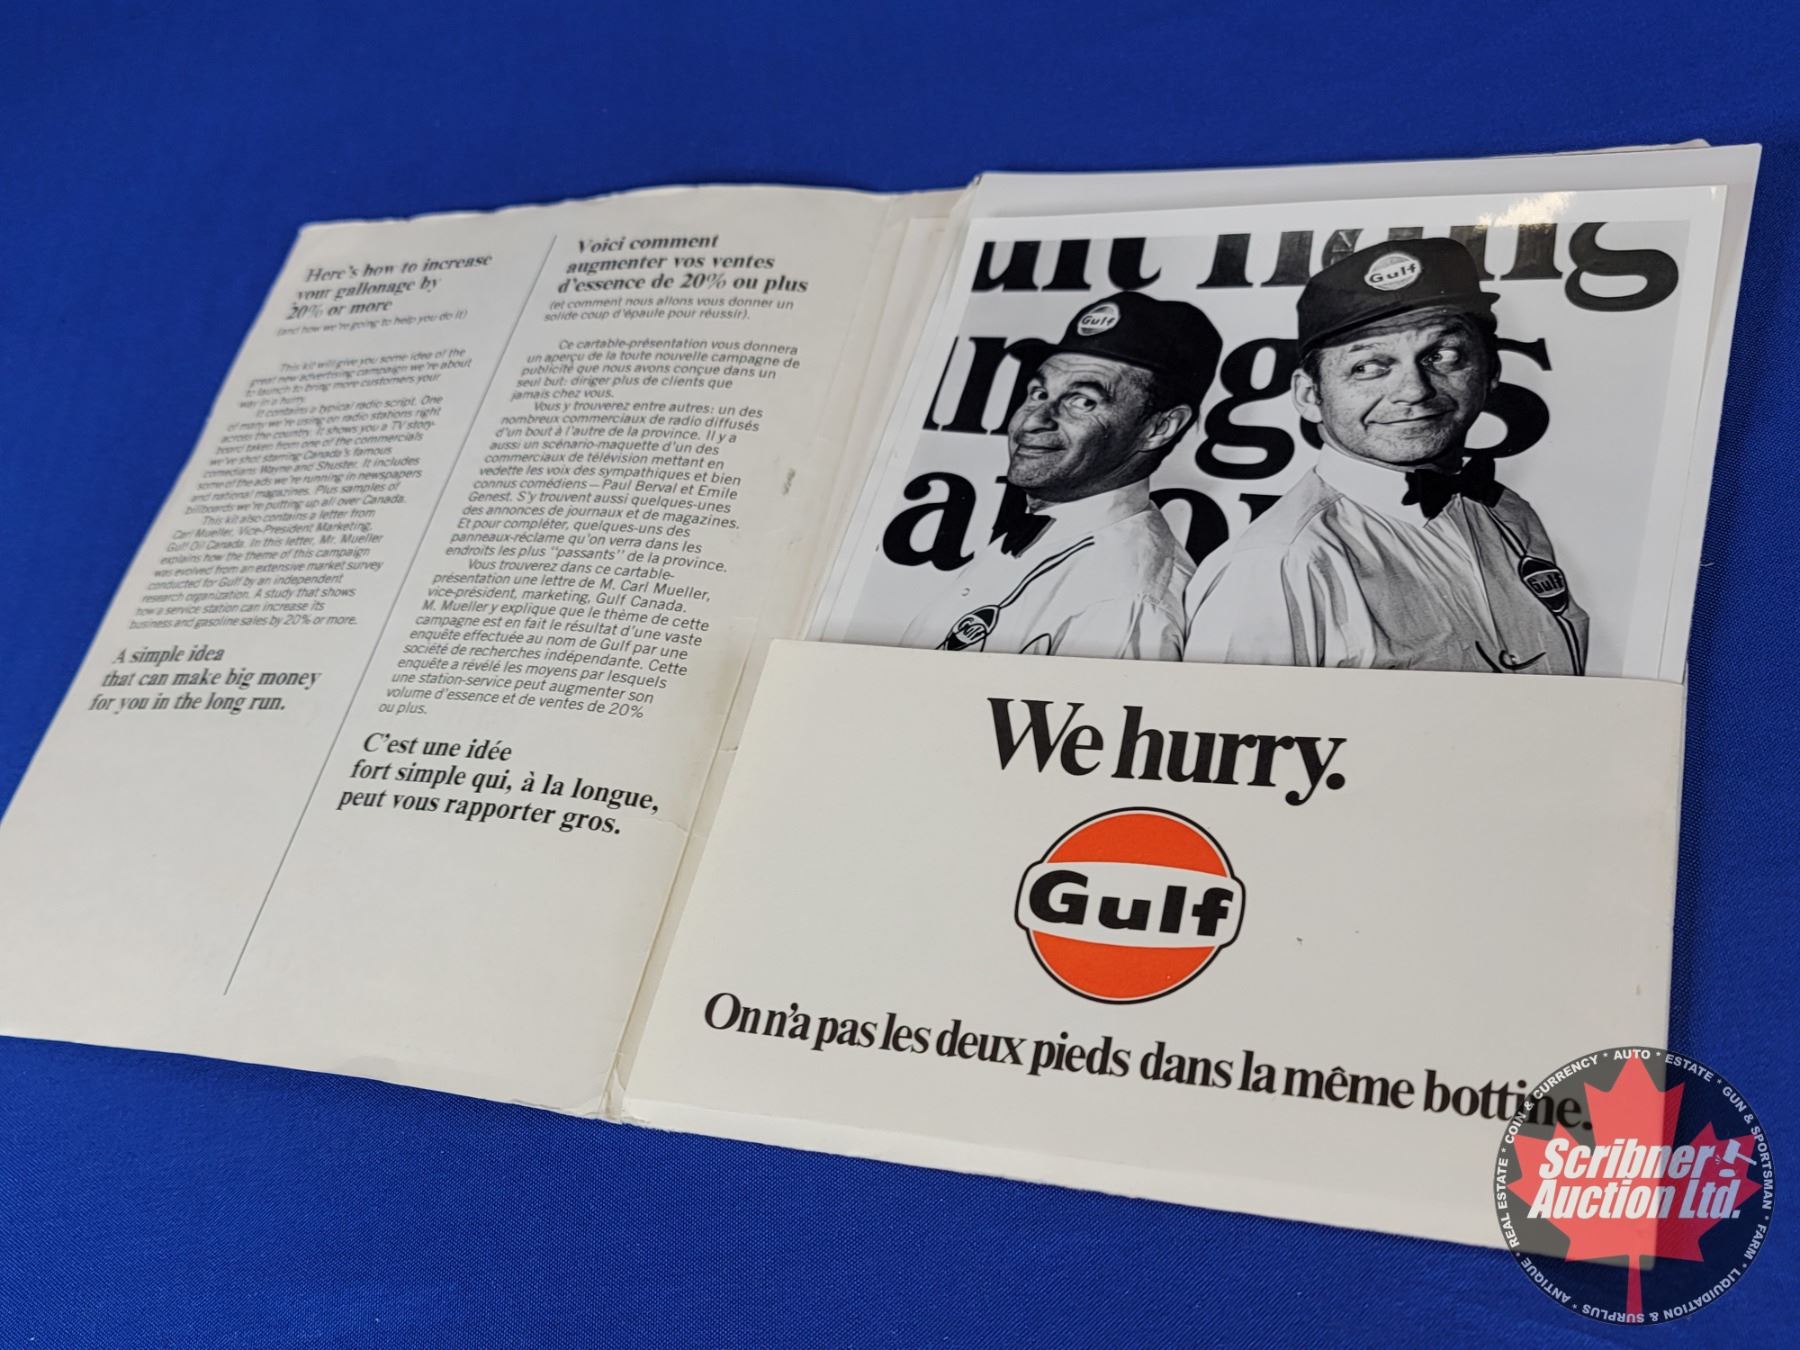 Here's how to increase
your gallonage by
20% or more
(and how we're going to help you do it)
This kit will give you some idea of the
great new advertising campaign we're about
to launch to bring more customers your
way in a hurry.
It contains a typical radio script. One
of many we're using on radio stations right
across the country. It shows you a TV story-
board taken from one of the commercials
we've shot starring Canada's famous
comedians Wayne and Shuster. It includes
some of the ads we're running in newspapers
and national magazines. Plus samples of
billboards we're putting up all over Canada.
This kit also contains a letter from
Carl Mueller, Vice-President Marketing,
Gulf Oil Canada. In this letter, Mr. Mueller
explains how the theme of this campaign
was evolved from an extensive market survey
conducted for Gulf by an independent
research organization. A study that shows
how a service station can increase its
business and gasoline sales by 20% or more.
A simple idea
that can make big money
for you in the long run.
Voici comment
augmenter vos ventes
d'essence de 20% ou plus
(et comment nous allons vous donner un
solide coup d'épaule pour réussir).
Ce cartable-présentation vous donnera
un aperçu de la toute nouvelle campagne de
publicité que nous avons conçue dans un
seul but: diriger plus de clients que
jamais chez vous.
Vous y trouverez entre autres: un des
nombreux commerciaux de radio diffusés
d'un bout à l'autre de la province. Il y a
aussi un scénario-maquette d'un des
commerciaux de télévision mettant en
vedette les voix des sympathiques et bien
connus comédiens — Paul Berval et Emile
Genest. S'y trouvent aussi quelques-unes
des annonces de journaux et de magazines.
Et pour compléter, quelques-uns des
panneaux-réclame qu'on verra dans les
endroits les plus "passants" de la province.
Vous trouverez dans ce cartable-
présentation une lettre de M. Carl Mueller,
vice-président, marketing, Gulf Canada.
M. Mueller y explique que le thème de cette
campagne est en fait le résultat d'une vaste
enquête effectuée au nom de Gulf par une
société de recherches indépendante. Cette
enquête a révélé les moyens par lesquels
une station-service peut augmenter son
volume d'essence et de ventes de 20%
ou plus.
C'est une idée
fort simple qui, à la longue,
peut vous rapporter gros.
Gulf
Gulf
Gulf
Gulf
We hurry.
Gulf
On n'a pas les deux pieds dans la même bottine.
Scribner
Auction Ltd.
COIN & CURRENCY * AUTO * ESTATE * GUN & SPORTSMAN * FARM * LIQUIDATION & SURPLUS * ANTIQUE * REAL ESTATE *